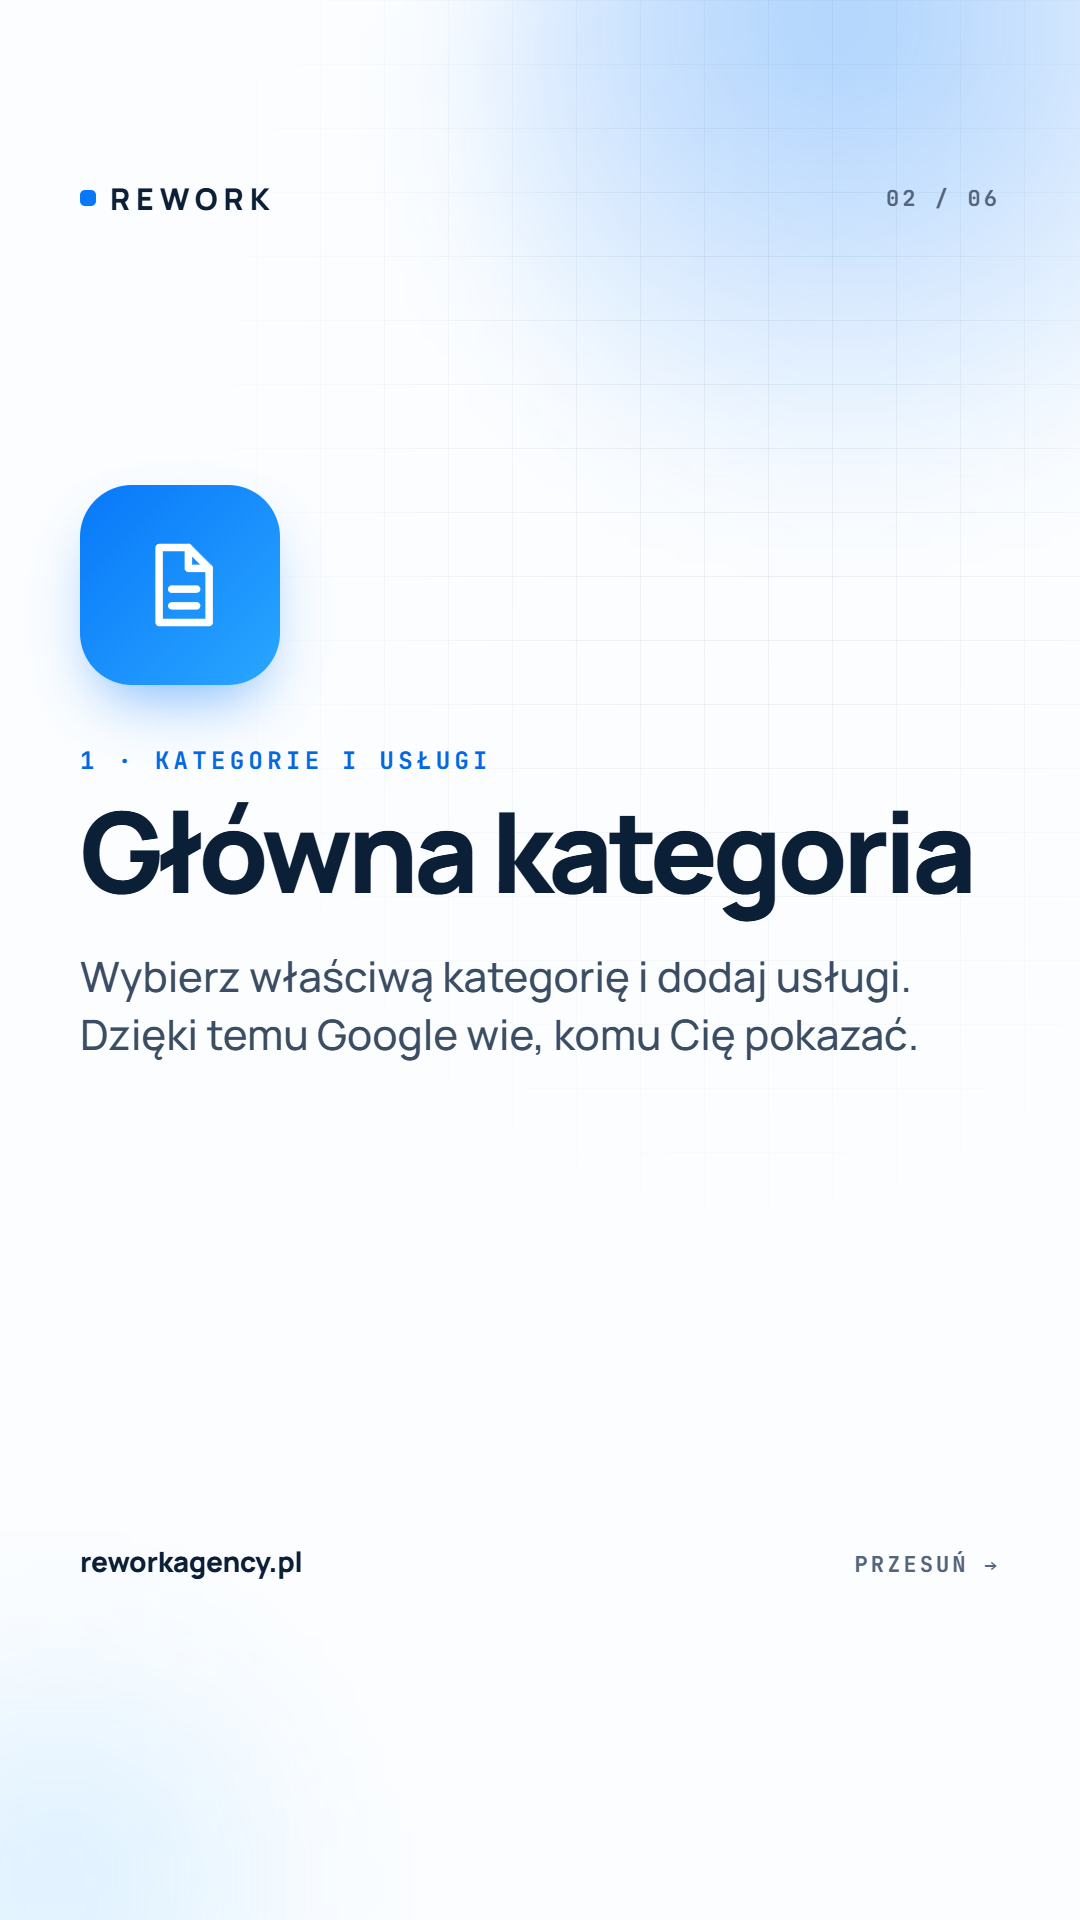 REWORK
02 / 06
1 · KATEGORIE I USŁUGI
Główna kategoria
Wybierz właściwą kategorię i dodaj usługi.
Dzięki temu Google wie, komu Cię pokazać.
reworkagency.pl
PRZESUŃ →